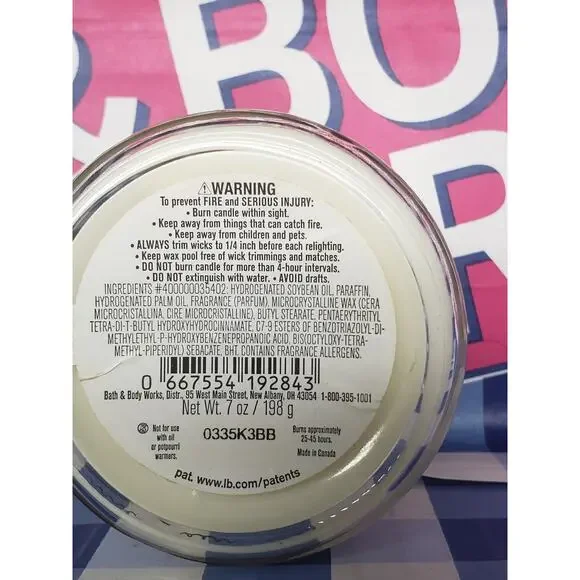 & BO
R
⚠WARNING
To prevent FIRE and SERIOUS INJURY:
• Burn candle within sight.
• Keep away from things that can catch fire.
• Keep away from children and pets.
• ALWAYS trim wicks to 1/4 inch before each relighting.
• Keep wax pool free of wick trimmings and matches.
• DO NOT burn candle for more than 4-hour intervals.
• DO NOT extinguish with water. • AVOID drafts.
INGREDIENTS #400000035402: HYDROGENATED SOYBEAN OIL, PARAFFIN,
HYDROGENATED PALM OIL, FRAGRANCE (PARFUM), MICROCRYSTALLINE WAX (CERA
MICROCRISTALLINA, CIRE MICROCRISTALLINE), BUTYL STEARATE, PENTAERYTHRITYL
TETRA-DI-T-BUTYL HYDROXYHYDROCINNAMATE, C7-9 ESTERS OF BENZOTRIAZOLYL-DI-
METHYLETHYL-P-HYDROXYBENZENEPROPANOIC ACID, BIS(OCTYLOXY-TETRA-
METHYL-PIPERIDYL) SEBACATE, BHT. CONTAINS FRAGRANCE ALLERGENS.
0 667554 192843
Bath & Body Works, Distr., 95 West Main Street, New Albany, OH 43054 1-800-395-1001
Net Wt. 7 oz / 198 g
Not for use
with oil
or
potpourri
warmers.
0335K3BB
Burns approximately
25-45 hours.
Made in Canada
pat. www.lb.com/patents